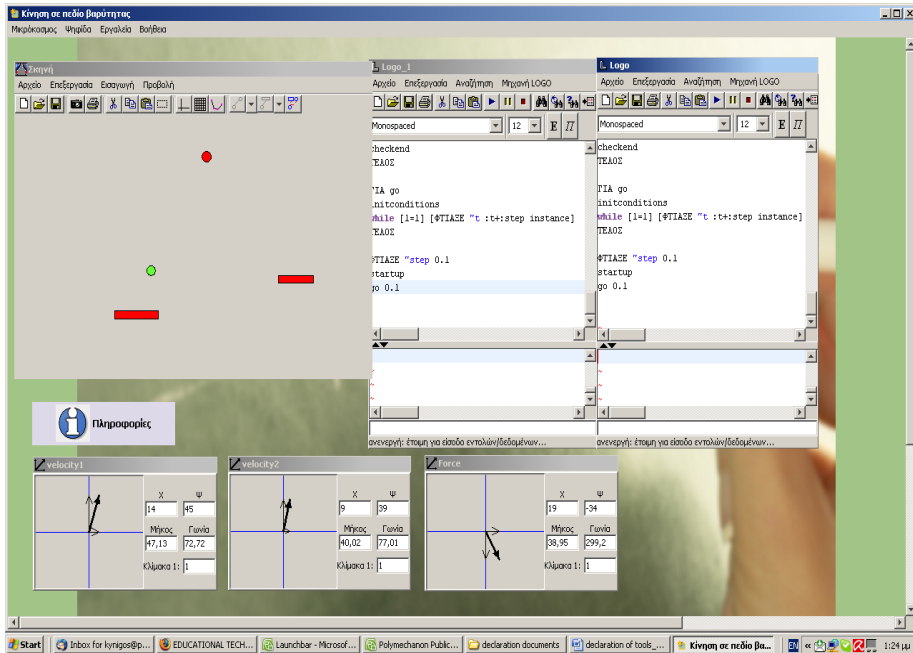 Κίνηση σε πεδίο βαρύτητας
Μικρόκοσμος Ψηφίδα Εργαλεία Βοήθεια
Σκηνή
Αρχείο Επεξεργασία Εισαγωγή Προβολή
Logo_1
Αρχείο Επεξεργασία Αναζήτηση Μηχανή LOGO
Monospaced 12 E Π
checkend
ΤΕΛΟΣ
ΓΙΑ go
initconditions
while [1=1] [ΦΤΙΑΞΕ "t :t+:step instance]
ΤΕΛΟΣ
ΦΤΙΑΞΕ "step 0.1
startup
go 0.1
~
~
ανενεργή: έτοιμη για είσοδο εντολών/δεδομένων...
Logo
Αρχείο Επεξεργασία Αναζήτηση Μηχανή LOGO
Monospaced 12 E Π
checkend
ΤΕΛΟΣ
ΓΙΑ go
initconditions
while [1=1] [ΦΤΙΑΞΕ "t :t+:step instance]
ΤΕΛΟΣ
ΦΤΙΑΞΕ "step 0.1
startup
go 0.1
~
~
~
ανενεργή: έτοιμη για είσοδο εντολών/δεδομένων...
Πληροφορίες
velocity1
X Ψ
14 45
Μήκος Γωνία
47,13 72,72
Κλίμακα 1: 1
velocity2
X Ψ
9 39
Μήκος Γωνία
40,02 77,01
Κλίμακα 1: 1
Force
X Ψ
19 -34
Μήκος Γωνία
38,95 299,2
Κλίμακα 1: 1
Start Inbox for kynigos@p... EDUCATIONAL TECH... Launchbar - Microsof... Polymechanon Public... declaration documents declaration of tools_... Κίνηση σε πεδίο βα... EN « 1:24 μμ